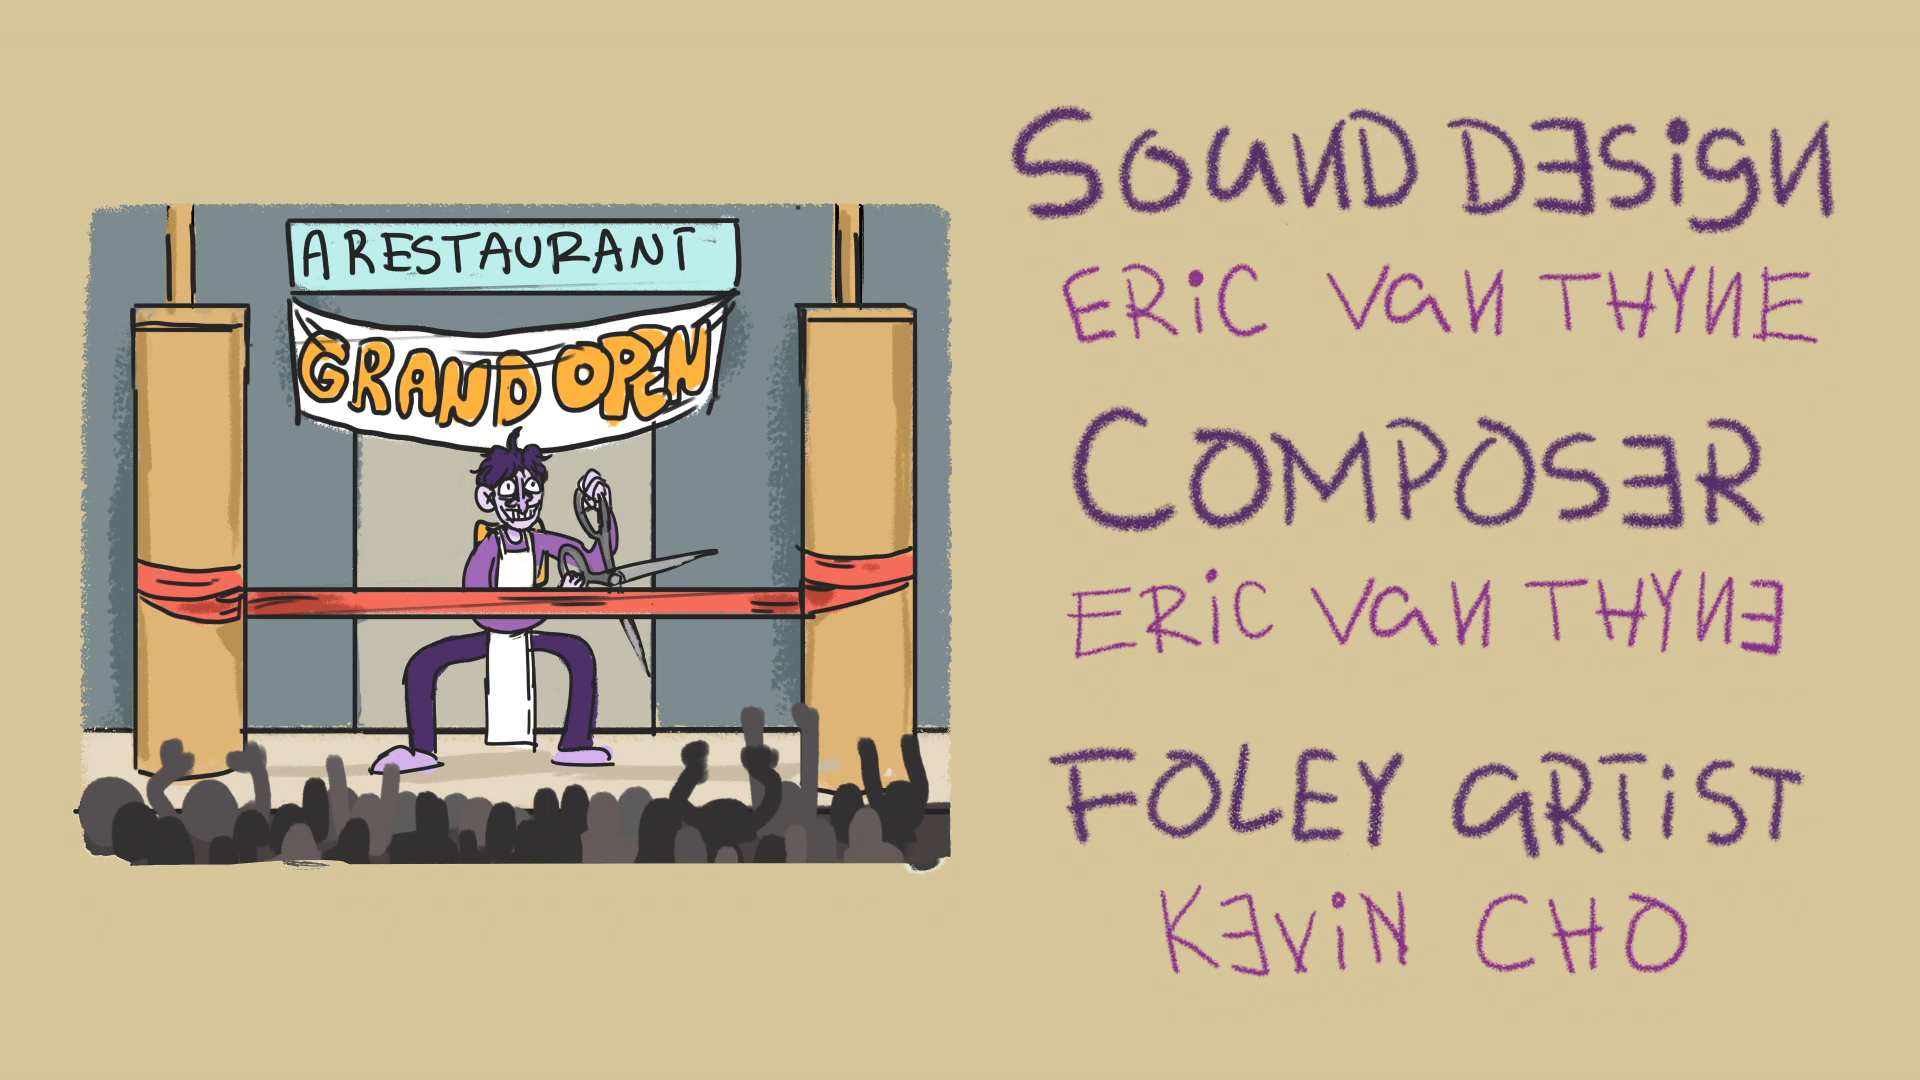 A RESTAURANT
GRAND OPEN
SOUND DESIGN
ERIC VAN THYNE
COMPOSER
ERIC VAN THYNE
FOLEY ARTIST
KEVIN CHO